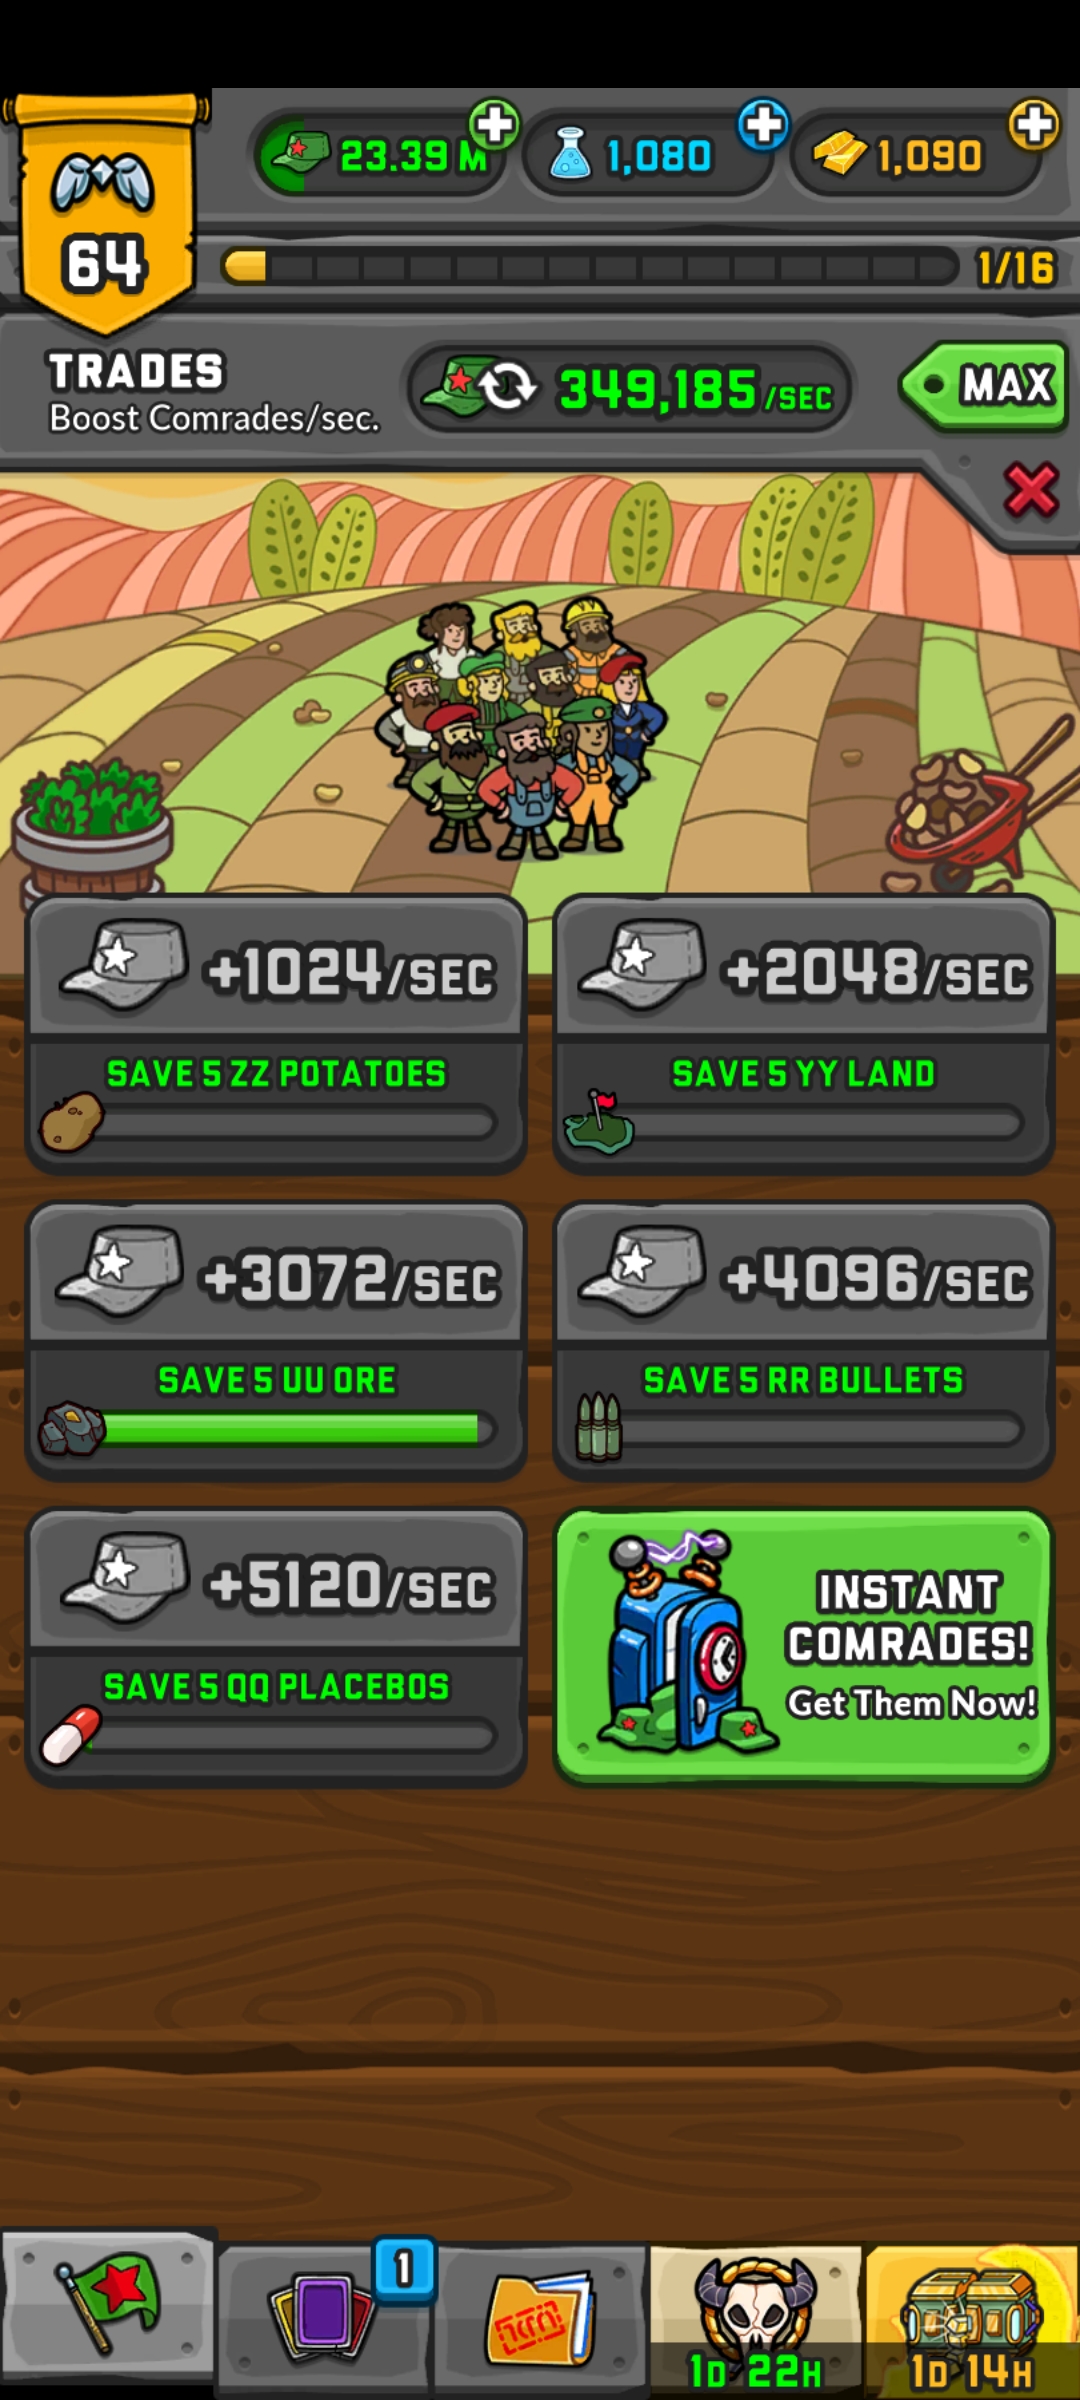 23.39 M
1,080
1,090
64
1/16
TRADES
Boost Comrades/sec.
349,185/SEC
MAX
+1024/SEC
SAVE 5 ZZ POTATOES
+2048/SEC
SAVE 5 YY LAND
+3072/SEC
SAVE 5 UU ORE
+4096/SEC
SAVE 5 RR BULLETS
+5120/SEC
SAVE 5 QQ PLACEBOS
INSTANT
COMRADES!
Get Them Now!
1
1D 22H
1D 14H